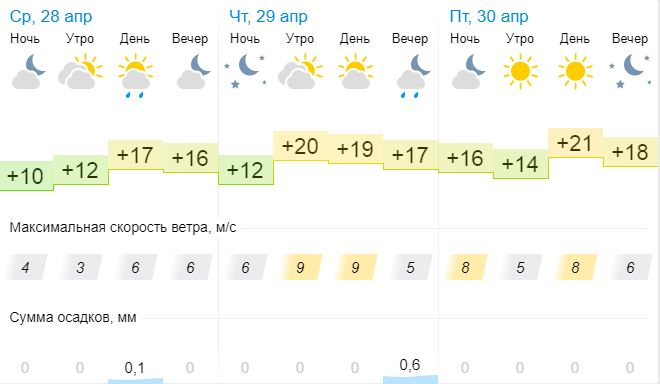 Ср, 28 апр Чт, 29 апр Пт, 30 апр
Ночь Утро День Вечер Ночь Утро День Вечер Ночь Утро День Вечер
+10 +12 +17 +16 +12 +20 +19 +17 +16 +14 +21 +18
Максимальная скорость ветра, м/с
4 3 6 6 6 9 9 5 8 5 8 6
Сумма осадков, мм
0 0 0,1 0 0 0 0 0,6 0 0 0 0